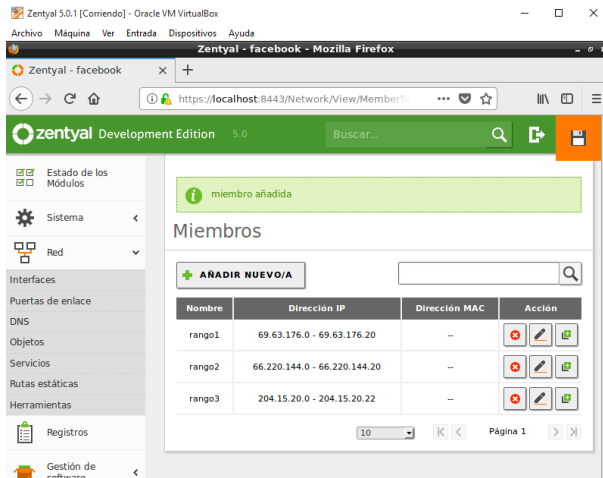 Zentyal 5.0.1 [Corriendo] - Oracle VM VirtualBox
Archivo Máquina Ver Entrada Dispositivos Ayuda
Zentyal - facebook - Mozilla Firefox
Zentyal - facebook
https://localhost:8443/Network/View/MemberTa
zentyal Development Edition 5.0
Buscar...
Estado de los
Módulos
Sistema
Red
Interfaces
Puertas de enlace
DNS
Objetos
Servicios
Rutas estáticas
Herramientas
Registros
Gestión de
software
miembro añadida
Miembros
AÑADIR NUEVO/A
Nombre Dirección IP Dirección MAC Acción
rango1 69.63.176.0 - 69.63.176.20 --
rango2 66.220.144.0 - 66.220.144.20 --
rango3 204.15.20.0 - 204.15.20.22 --
10 Página 1